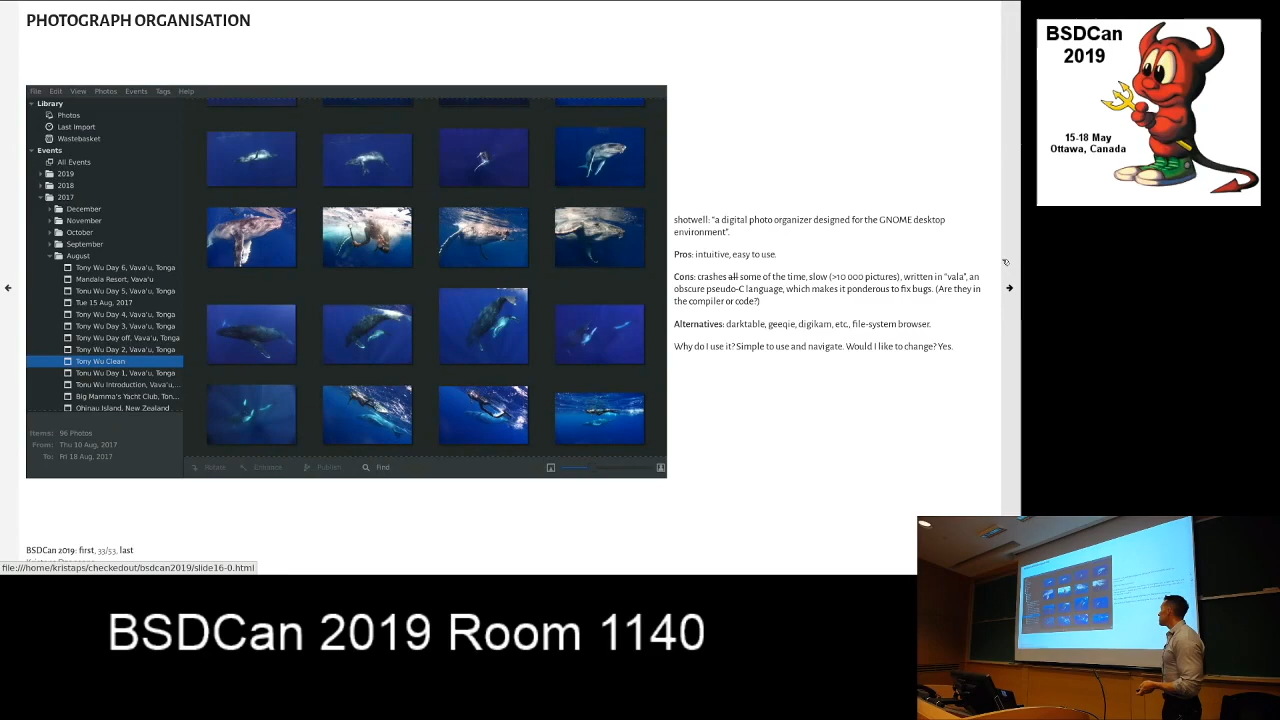 PHOTOGRAPH ORGANISATION
File Edit View Photos Events Tags Help
Library
Photos
Last Import
Wastebasket
Events
All Events
2019
2018
2017
December
November
October
September
August
Tony Wu Day 6, Vava'u, Tonga
Mandala Resort, Vava'u
Tonu Wu Day 5, Vava'u, Tonga
Tue 15 Aug, 2017
Tony Wu Day 4, Vava'u, Tonga
Tony Wu Day 3, Vava'u, Tonga
Tony Wu Day off, Vava'u, Tonga
Tony Wu Day 2, Vava'u, Tonga
Tony Wu Clean
Tonu Wu Day 1, Vava'u, Tonga
Tonu Wu Introduction, Vava'u,...
Big Mamma's Yacht Club, Ton...
Ohinau Island, New Zealand
Items: 96 Photos
From: Thu 10 Aug, 2017
To: Fri 18 Aug, 2017
Rotate Enhance Publish Find
shotwell: "a digital photo organizer designed for the GNOME desktop
environment".
Pros: intuitive, easy to use.
Cons: crashes all some of the time, slow (>10 000 pictures), written in "vala", an
obscure pseudo-C language, which makes it ponderous to fix bugs. (Are they in
the compiler or code?)
Alternatives: darktable, geeqie, digikam, etc., file-system browser.
Why do I use it? Simple to use and navigate. Would I like to change? Yes.
BSDCan 2019: first, 33/53, last
file:///home/kristaps/checkedout/bsdcan2019/slide16-0.html
BSDCan
2019
15-18 May
Ottawa, Canada
BSDCan 2019 Room 1140